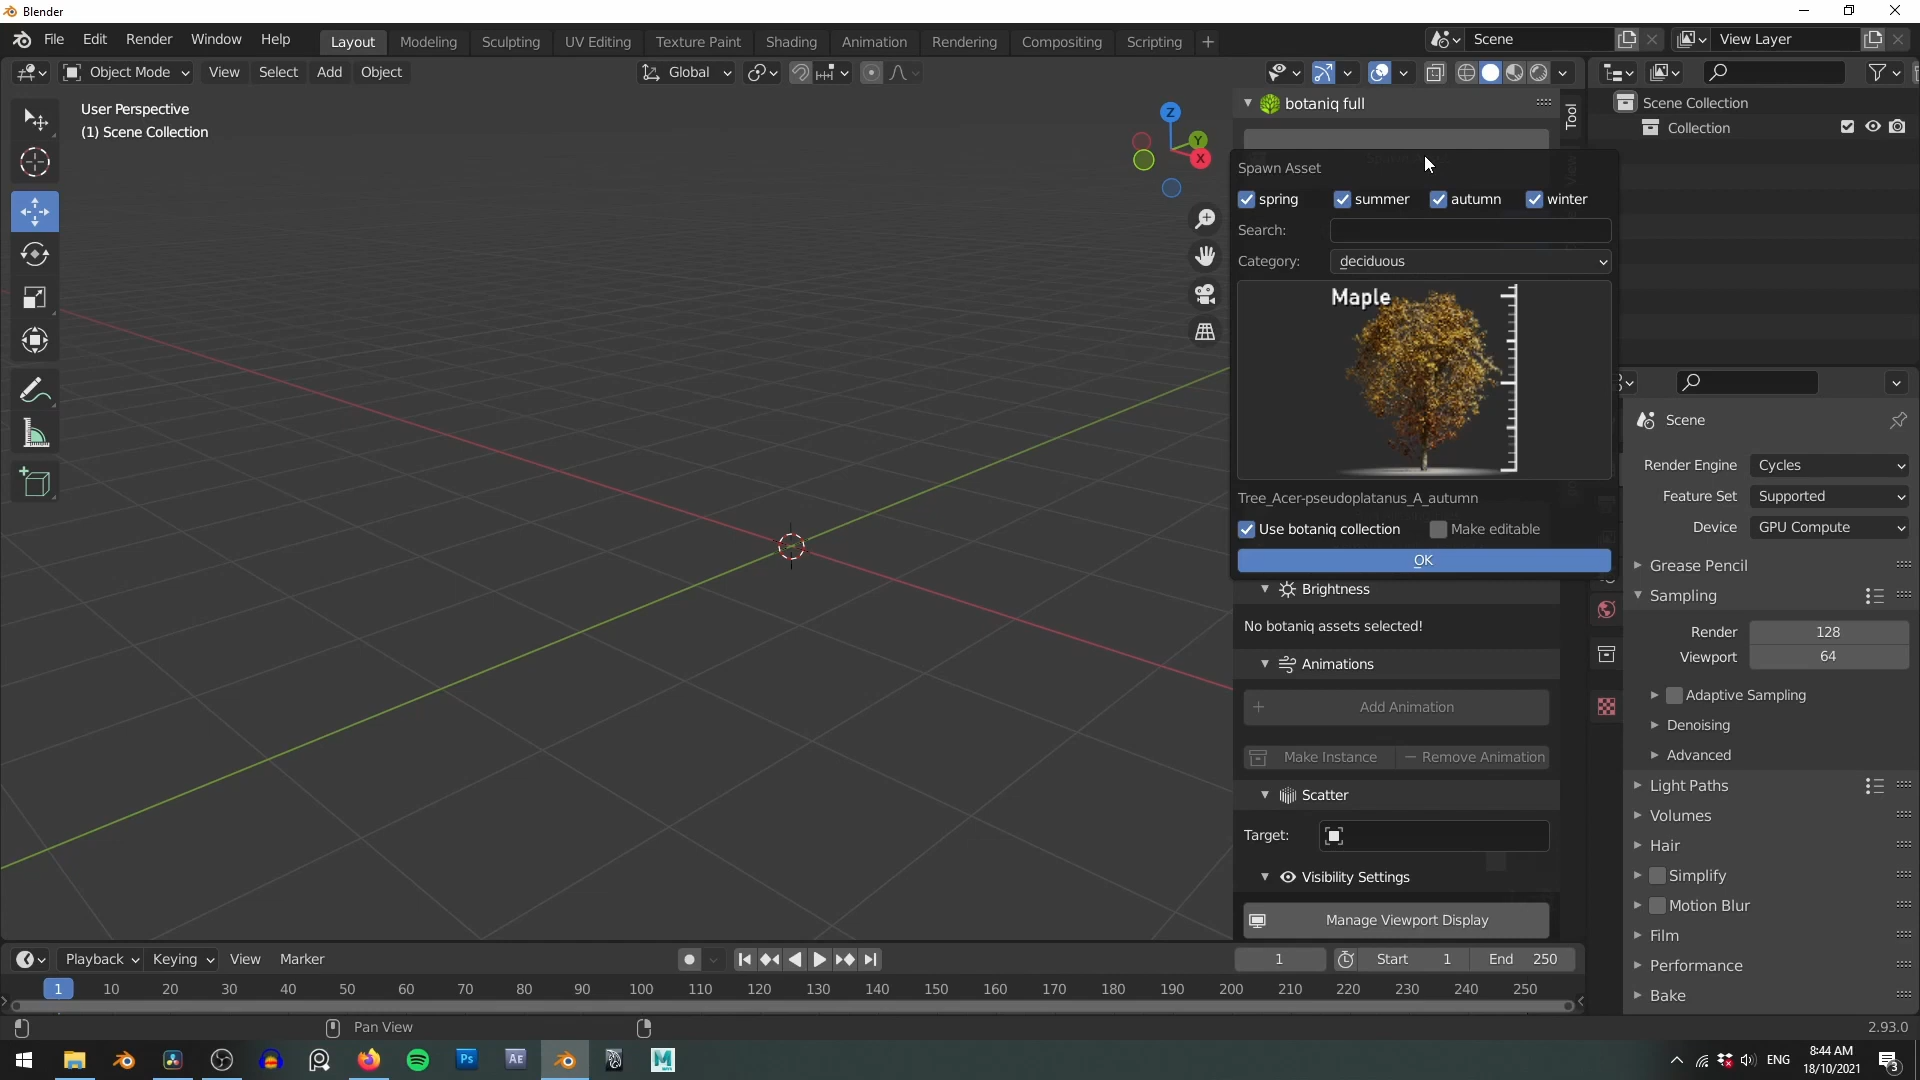 Blender
File Edit Render Window Help Layout Modeling Sculpting UV Editing Texture Paint Shading Animation Rendering Compositing Scripting + Scene View Layer
Object Mode View Select Add Object Global
User Perspective
(1) Scene Collection
Z
Y
X
botaniq full
Tool
View
Spawn Asset
spring summer autumn winter
Search:
Category: deciduous
Maple
Tree_Acer-pseudoplatanus_A_autumn
Use botaniq collection Make editable
OK
Brightness
No botaniq assets selected!
Animations
+ Add Animation
Make Instance — Remove Animation
Scatter
Target:
Visibility Settings
Manage Viewport Display
Scene Collection
Collection
Scene
Render Engine Cycles
Feature Set Supported
Device GPU Compute
Grease Pencil
Sampling
Render 128
Viewport 64
Adaptive Sampling
Denoising
Advanced
Light Paths
Volumes
Hair
Simplify
Motion Blur
Film
Performance
Bake
Playback Keying View Marker 1 Start 1 End 250
1 10 20 30 40 50 60 70 80 90 100 110 120 130 140 150 160 170 180 190 200 210 220 230 240 250
Pan View 2.93.0
Ps Ae M ENG 8:44 AM
18/10/2021 3